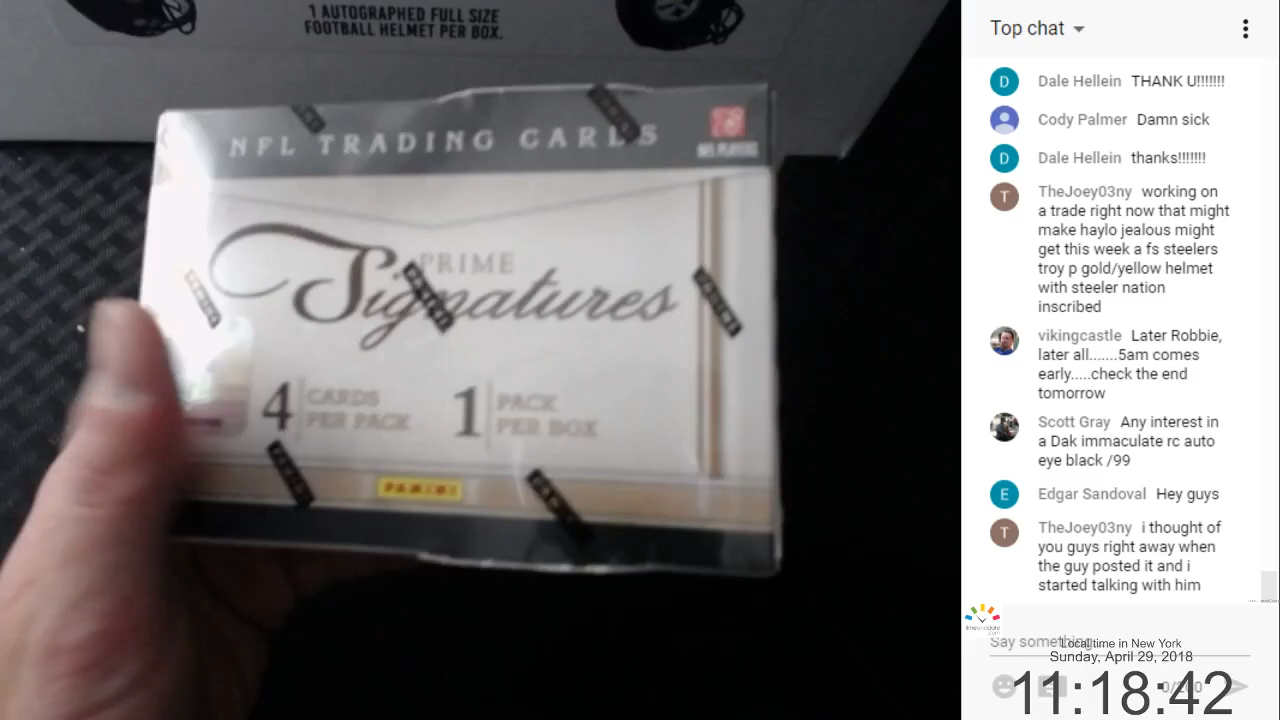 1 AUTOGRAPHED FULL SIZE
FOOTBALL HELMET PER BOX.
NFL TRADING CARDS
NFL PLAYERS
PRIME
Signatures
4 CARDS PER PACK
1 PACK PER BOX
PANINI
Top chat
Dale Hellein THANK U!!!!!!!
Cody Palmer Damn sick
Dale Hellein thanks!!!!!!!
TheJoey03ny working on
a trade right now that might
make haylo jealous might
get this week a fs steelers
troy p gold/yellow helmet
with steeler nation
inscribed
vikingcastle Later Robbie,
later all.......5am comes
early.....check the end
tomorrow
Scott Gray Any interest in
a Dak immaculate rc auto
eye black /99
Edgar Sandoval Hey guys
TheJoey03ny i thought of
you guys right away when
the guy posted it and i
started talking with him
Say something...
Local time in New York
Sunday, April 29, 2018
11:18:42